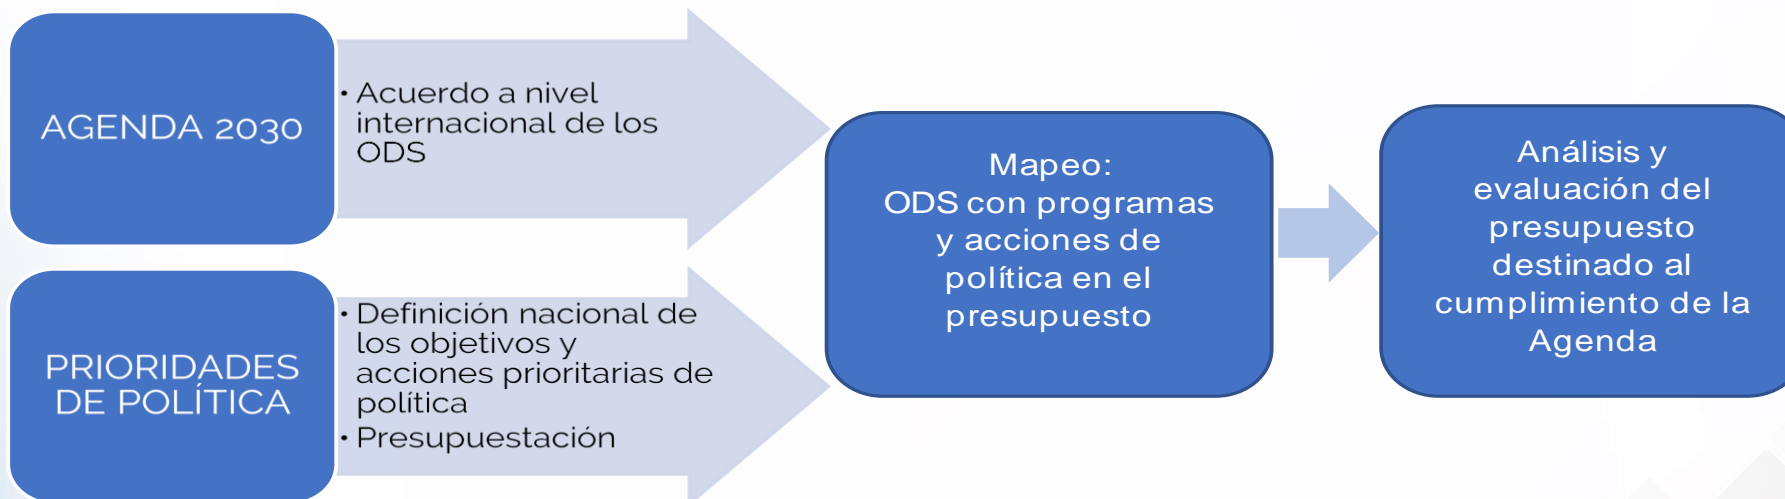 AGENDA 2030
• Acuerdo a nivel
internacional de los
ODS
PRIORIDADES
DE POLÍTICA
• Definición nacional de
los objetivos y
acciones prioritarias de
política
• Presupuestación
Mapeo:
ODS con programas
y acciones de
política en el
presupuesto
Análisis y
evaluación del
presupuesto
destinado al
cumplimiento de la
Agenda